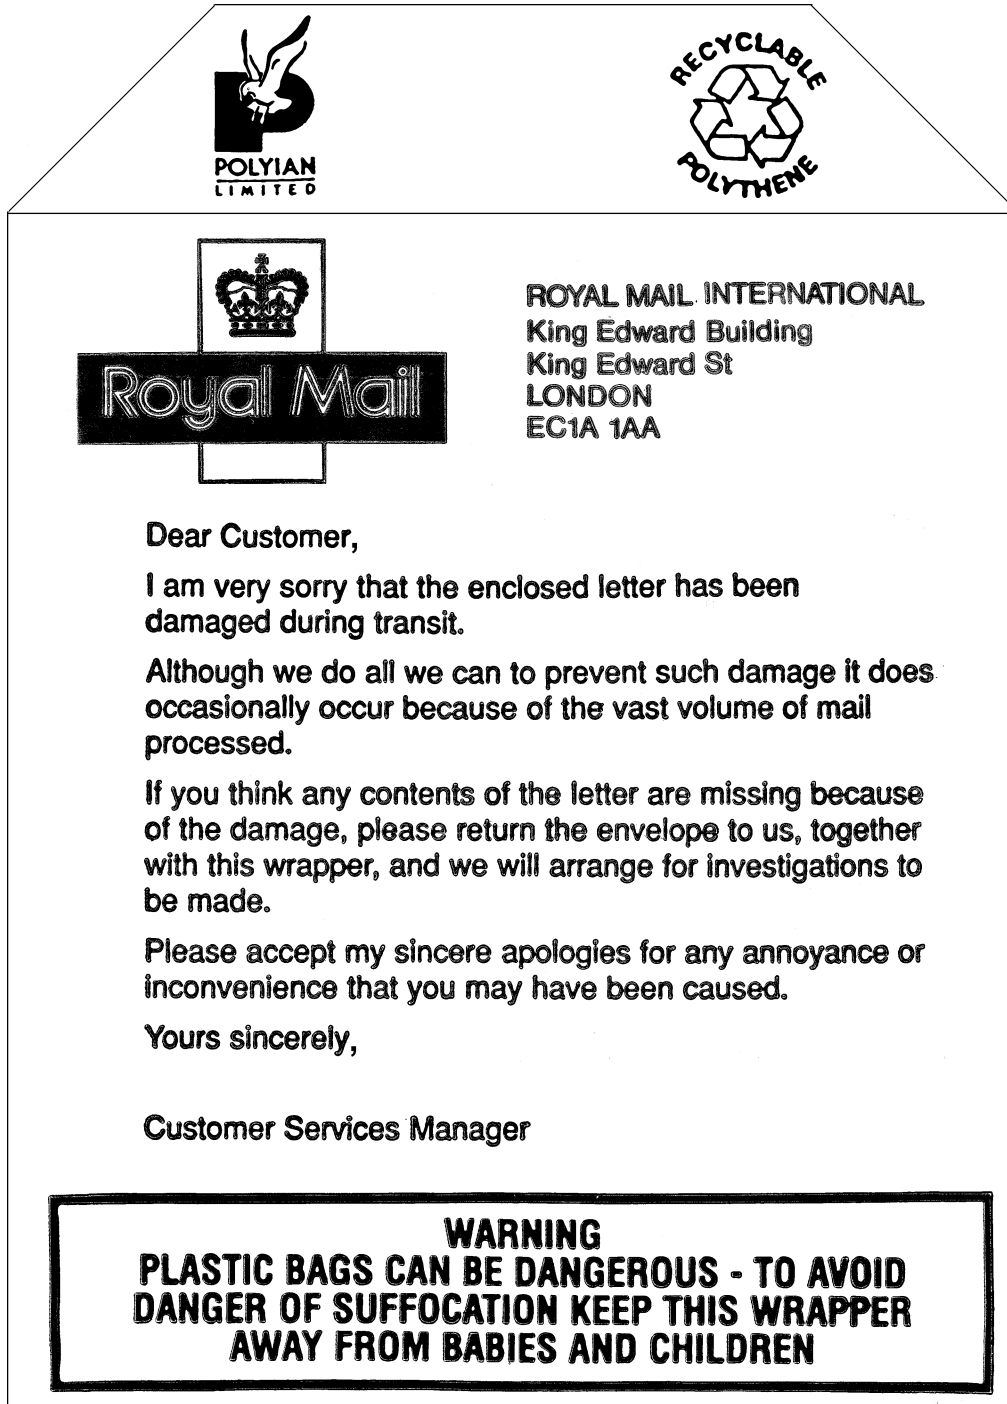 POLYIAN
LIMITED
RECYCLABLE
POLYTHENE
Royal Mail
ROYAL MAIL INTERNATIONAL
King Edward Building
King Edward St
LONDON
EC1A 1AA
Dear Customer,
I am very sorry that the enclosed letter has been
damaged during transit.
Although we do all we can to prevent such damage it does
occasionally occur because of the vast volume of mail
processed.
If you think any contents of the letter are missing because
of the damage, please return the envelope to us, together
with this wrapper, and we will arrange for investigations to
be made.
Please accept my sincere apologies for any annoyance or
inconvenience that you may have been caused.
Yours sincerely,
Customer Services Manager
WARNING
PLASTIC BAGS CAN BE DANGEROUS - TO AVOID
DANGER OF SUFFOCATION KEEP THIS WRAPPER
AWAY FROM BABIES AND CHILDREN